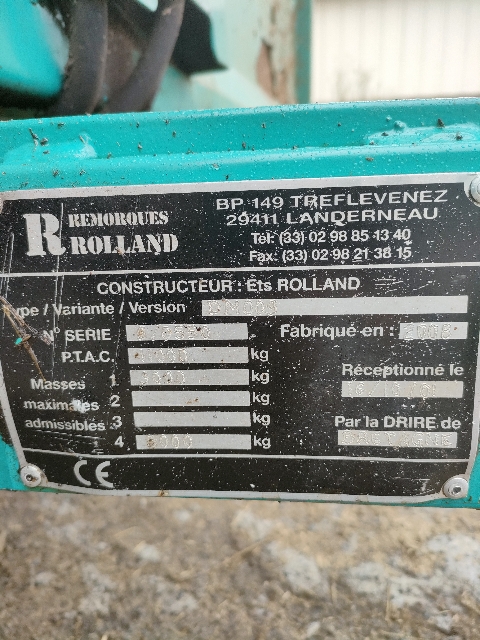 R REMORQUES
ROLLAND
BP 149 TREFLEVENEZ
29411 LANDERNEAU
Tél: (33) 02 98 85 13 40
Fax: (33) 02 98 21 38 15
CONSTRUCTEUR: Ets ROLLAND
ype / Variante / Version
N° SERIE
Fabriqué en :
P.T.A.C. kg
Réceptionné le
Masses
maximales
admissibles
1 kg
2 kg
3 kg
4 kg
Par la DRIRE de
CE